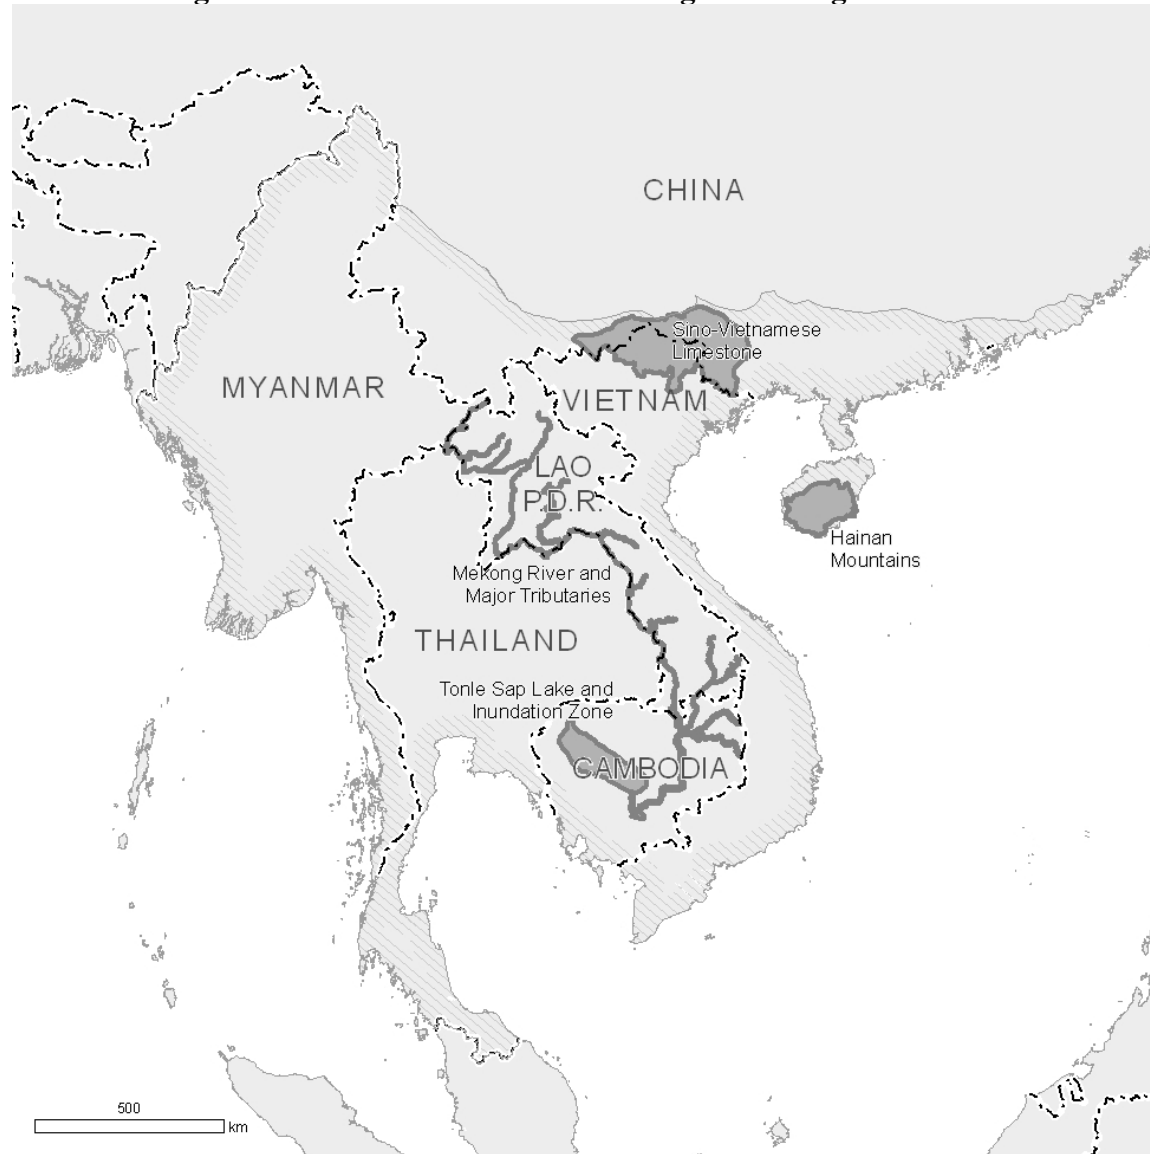 CHINA
Sino-Vietnamese
Limestone
MYANMAR
VIETNAM
LAO
P.D.R.
Hainan
Mountains
Mekong River and
Major Tributaries
THAILAND
Tonle Sap Lake and
Inundation Zone
CAMBODIA
500
km